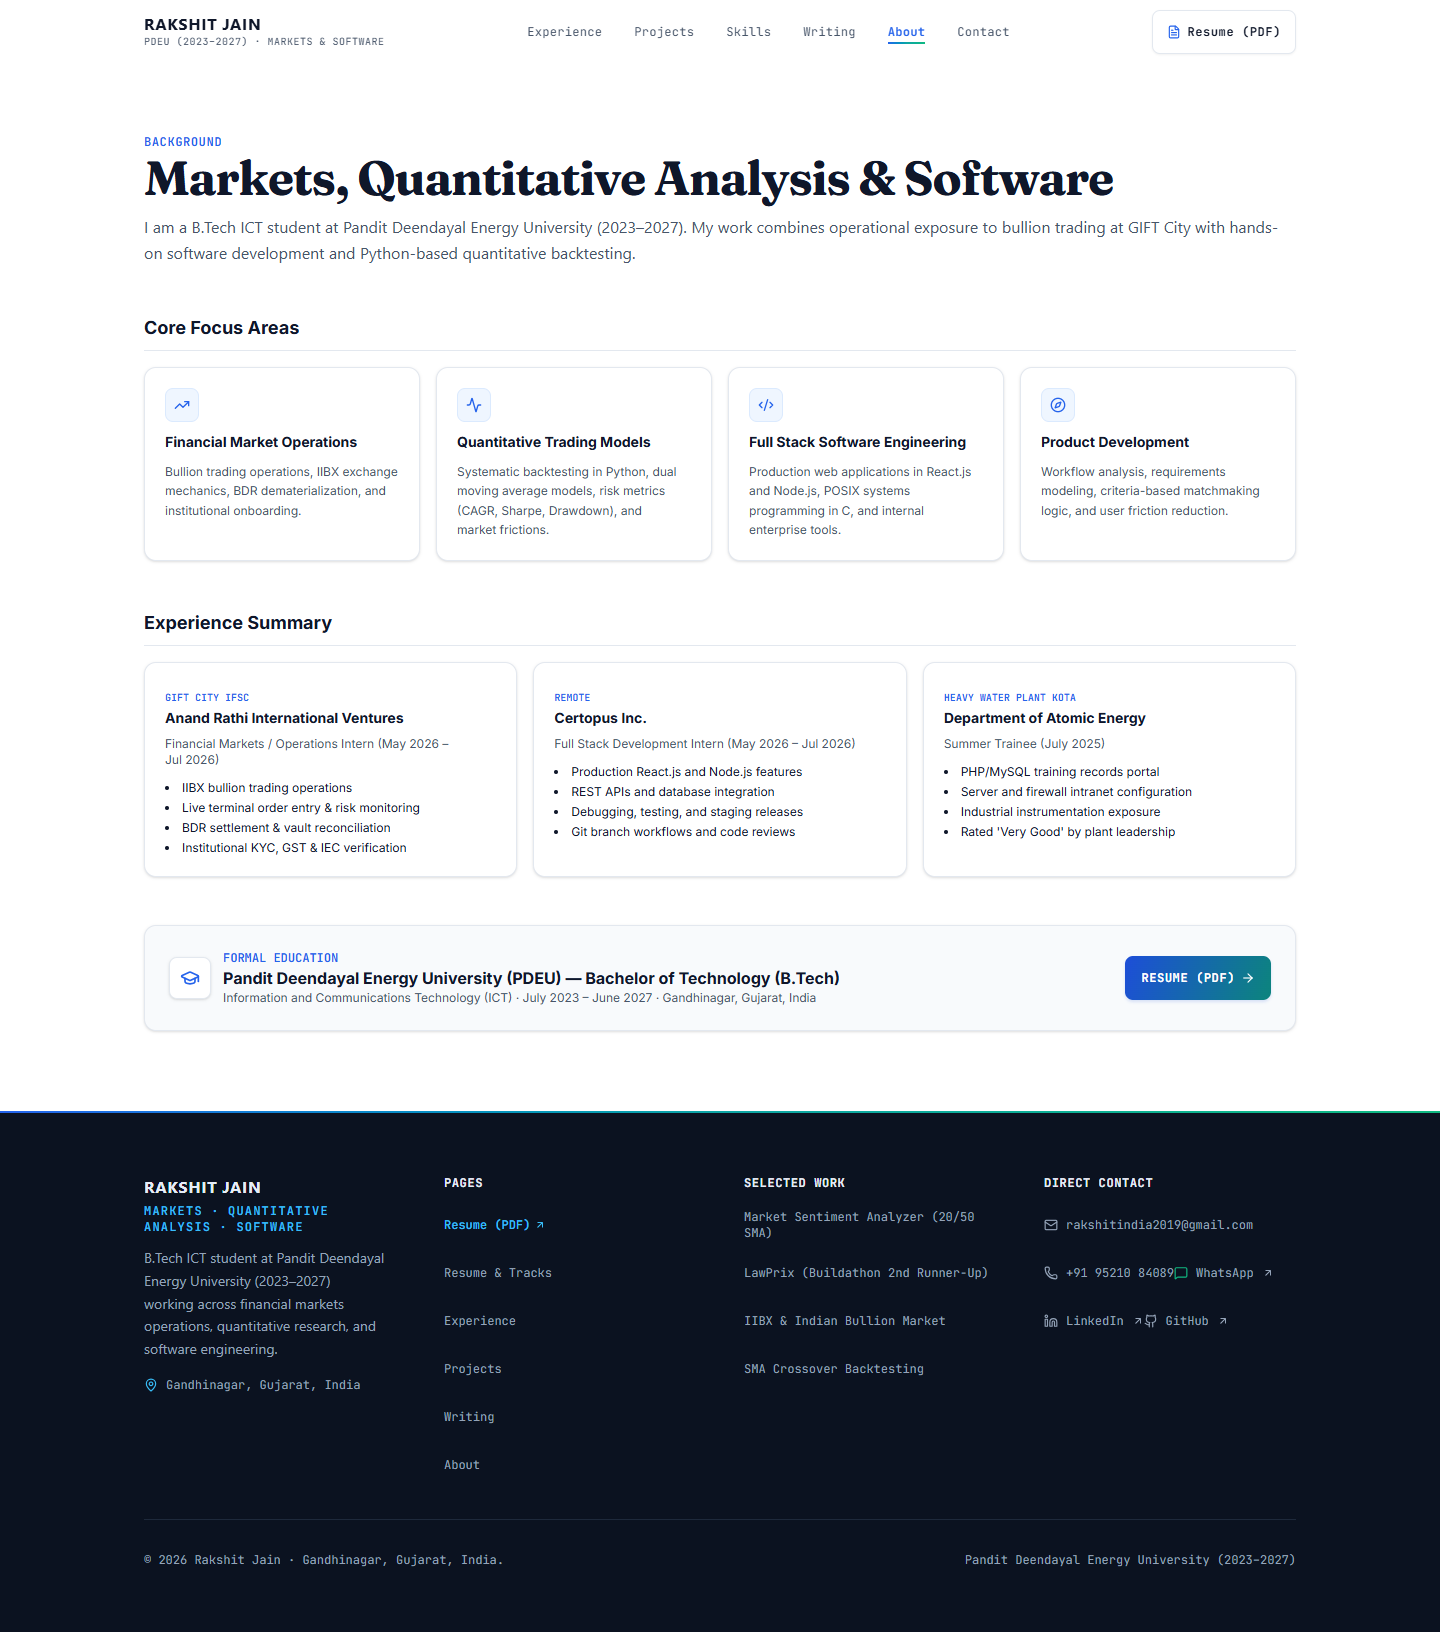 RAKSHIT JAIN
PDEU (2023–2027) · MARKETS & SOFTWARE
Experience
Projects
Skills
Writing
About
Contact
Resume (PDF)
BACKGROUND
Markets, Quantitative Analysis & Software
I am a B.Tech ICT student at Pandit Deendayal Energy University (2023–2027). My work combines operational exposure to bullion trading at GIFT City with hands-
on software development and Python-based quantitative backtesting.
Core Focus Areas
Financial Market Operations
Bullion trading operations, IIBX exchange
mechanics, BDR dematerialization, and
institutional onboarding.
Quantitative Trading Models
Systematic backtesting in Python, dual
moving average models, risk metrics
(CAGR, Sharpe, Drawdown), and
market frictions.
Full Stack Software Engineering
Production web applications in React.js
and Node.js, POSIX systems
programming in C, and internal
enterprise tools.
Product Development
Workflow analysis, requirements
modeling, criteria-based matchmaking
logic, and user friction reduction.
Experience Summary
GIFT CITY IFSC
Anand Rathi International Ventures
Financial Markets / Operations Intern (May 2026 –
Jul 2026)
• IIBX bullion trading operations
• Live terminal order entry & risk monitoring
• BDR settlement & vault reconciliation
• Institutional KYC, GST & IEC verification
REMOTE
Certopus Inc.
Full Stack Development Intern (May 2026 – Jul 2026)
• Production React.js and Node.js features
• REST APIs and database integration
• Debugging, testing, and staging releases
• Git branch workflows and code reviews
HEAVY WATER PLANT KOTA
Department of Atomic Energy
Summer Trainee (July 2025)
• PHP/MySQL training records portal
• Server and firewall intranet configuration
• Industrial instrumentation exposure
• Rated 'Very Good' by plant leadership
FORMAL EDUCATION
Pandit Deendayal Energy University (PDEU) — Bachelor of Technology (B.Tech)
Information and Communications Technology (ICT) · July 2023 – June 2027 · Gandhinagar, Gujarat, India
RESUME (PDF) →
RAKSHIT JAIN
MARKETS · QUANTITATIVE
ANALYSIS · SOFTWARE
B.Tech ICT student at Pandit Deendayal
Energy University (2023–2027)
working across financial markets
operations, quantitative research, and
software engineering.
Gandhinagar, Gujarat, India
PAGES
Resume (PDF) ↗
Resume & Tracks
Experience
Projects
Writing
About
SELECTED WORK
Market Sentiment Analyzer (20/50
SMA)
LawPrix (Buildathon 2nd Runner-Up)
IIBX & Indian Bullion Market
SMA Crossover Backtesting
DIRECT CONTACT
rakshitindia2019@gmail.com
+91 95210 84089 WhatsApp ↗
LinkedIn ↗ GitHub ↗
© 2026 Rakshit Jain · Gandhinagar, Gujarat, India.
Pandit Deendayal Energy University (2023–2027)